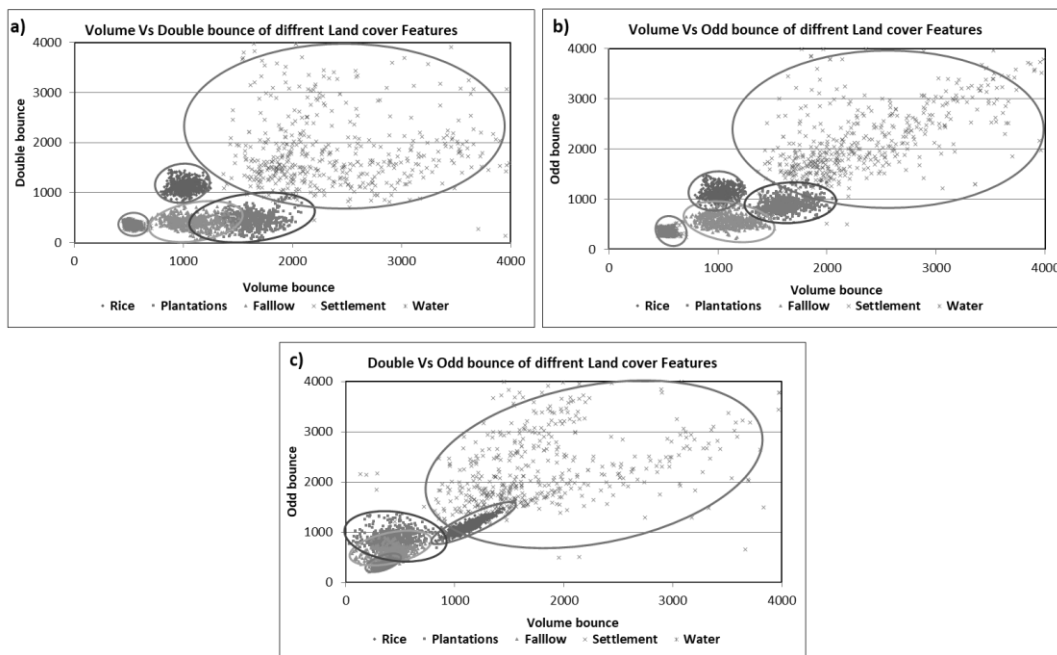 a)
Volume Vs Double bounce of diffrent Land cover Features
Double bounce
4000
3000
2000
1000
0
0 1000 2000 3000 4000
Volume bounce
Rice Plantations Falllow Settlement Water
b)
Volume Vs Odd bounce of diffrent Land cover Features
Odd bounce
4000
3000
2000
1000
0
0 1000 2000 3000 4000
Volume bounce
Rice Plantations Falllow Settlement Water
c)
Double Vs Odd bounce of diffrent Land cover Features
Odd bounce
4000
3000
2000
1000
0
0 1000 2000 3000 4000
Volume bounce
Rice Plantations Falllow Settlement Water